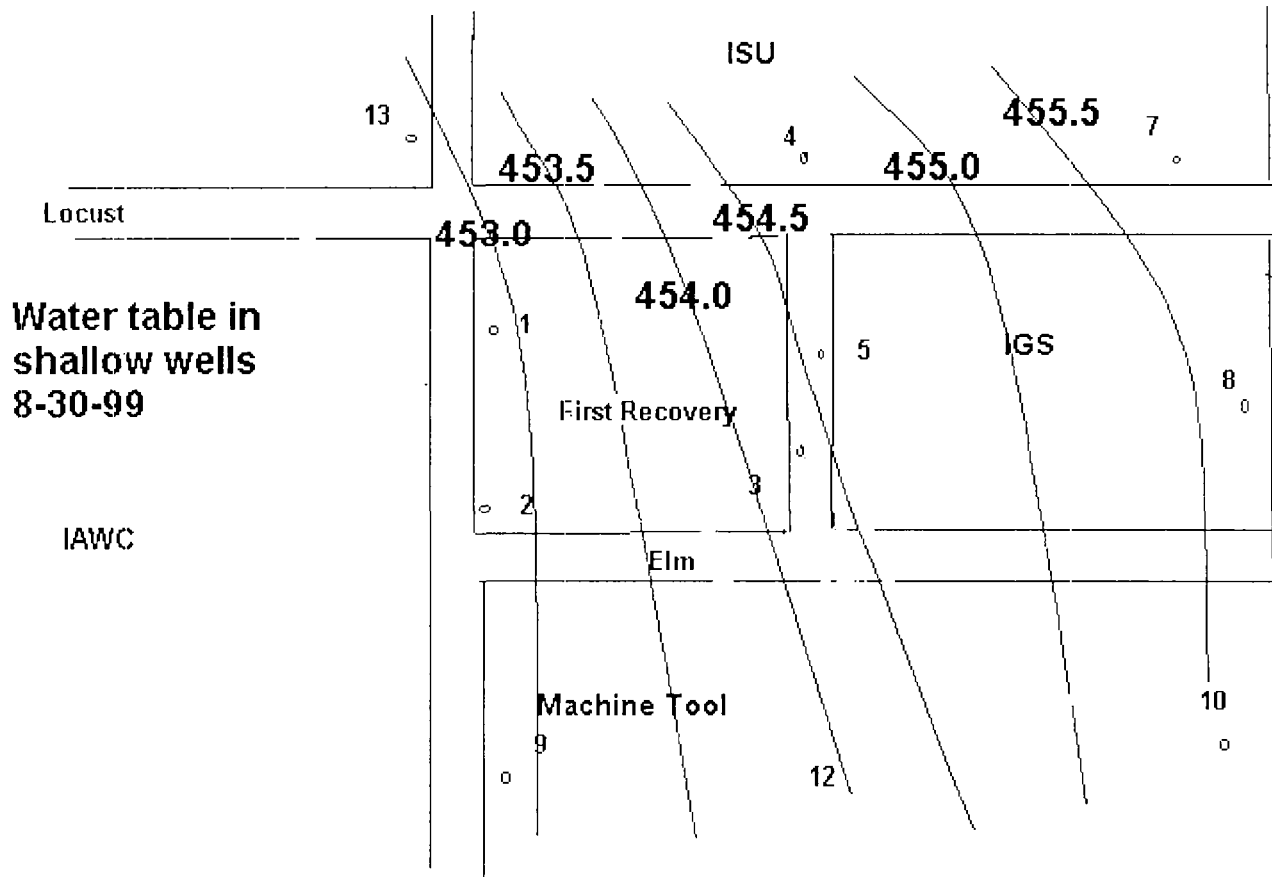 ISU
13
4
455.5
7
453.5
455.0
Locust
453.0
454.5
454.0
Water table in
shallow wells
8-30-99
1
5
IGS
8
First Recovery
3
2
IAWC
Elm
Machine Tool
10
9
12